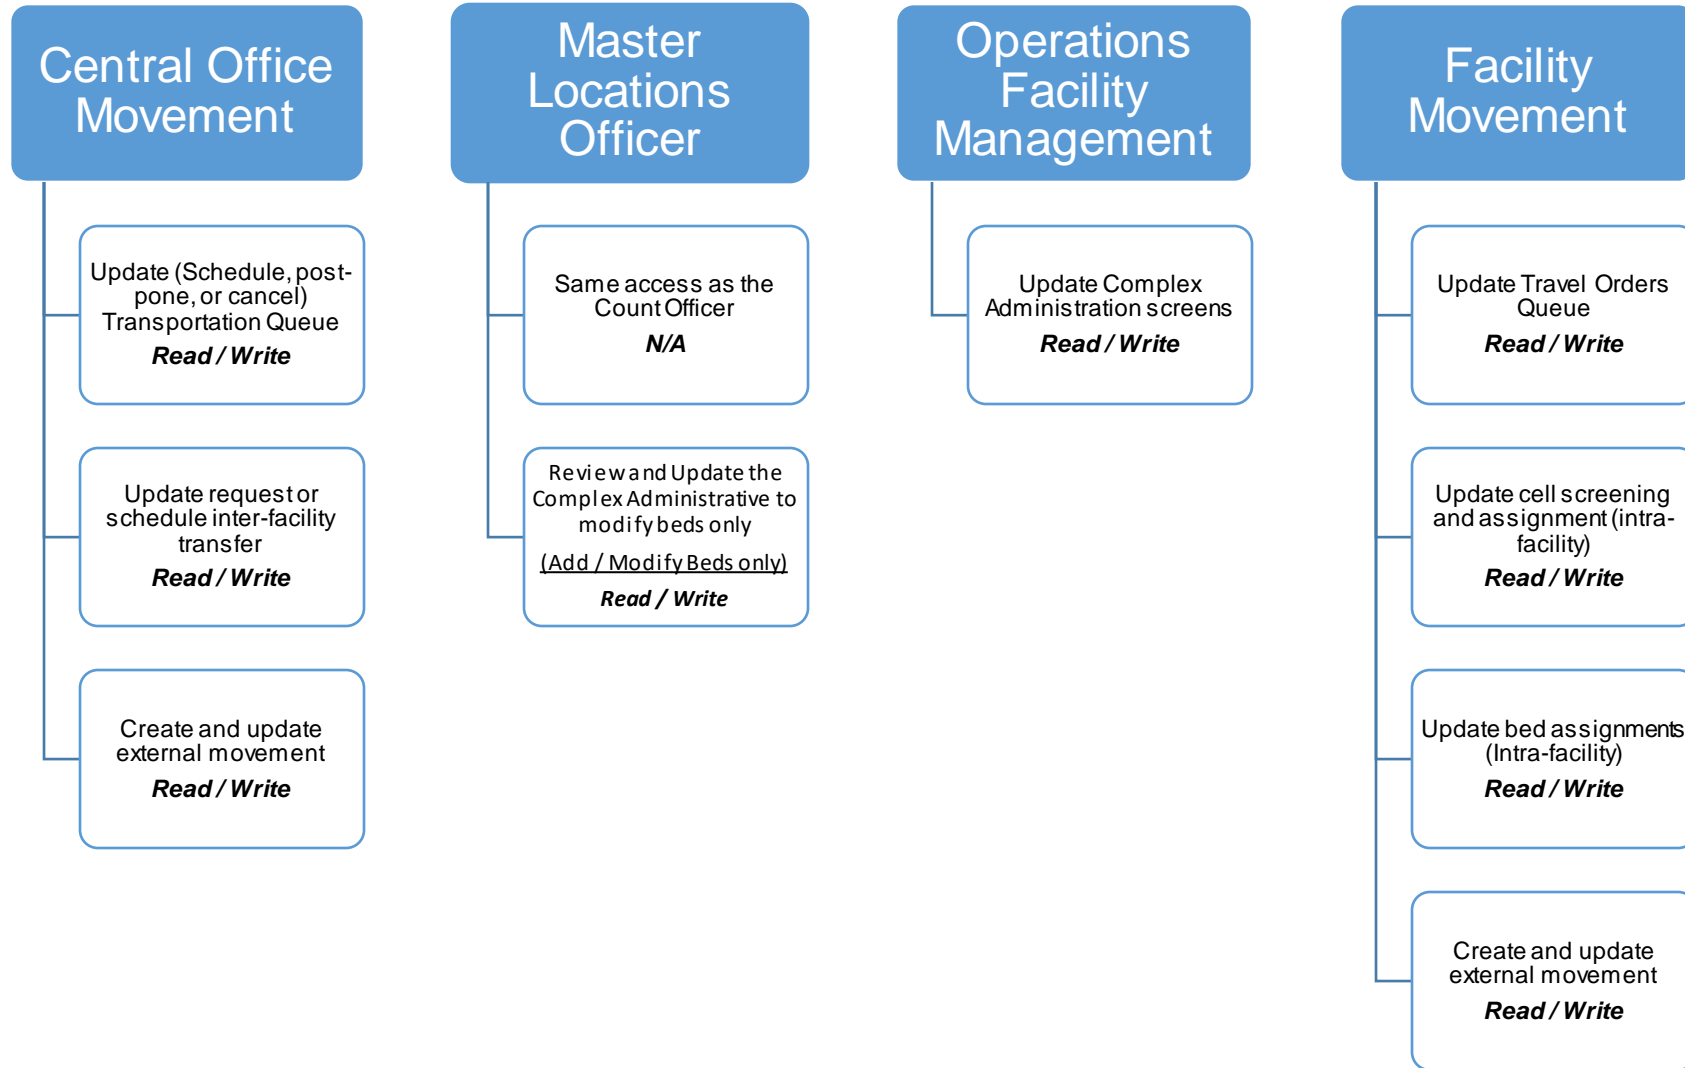 Central Office
Movement
Update (Schedule, post-
pone, or cancel)
Transportation Queue
Read / Write
Update request or
schedule inter-facility
transfer
Read / Write
Create and update
external movement
Read / Write
Master
Locations
Officer
Same access as the
Count Officer
N/A
Review and Update the
Complex Administrative to
modify beds only
(Add / Modify Beds only)
Read / Write
Operations
Facility
Management
Update Complex
Administration screens
Read / Write
Facility
Movement
Update Travel Orders
Queue
Read / Write
Update cell screening
and assignment (intra-
facility)
Read / Write
Update bed assignments
(Intra-facility)
Read / Write
Create and update
external movement
Read / Write